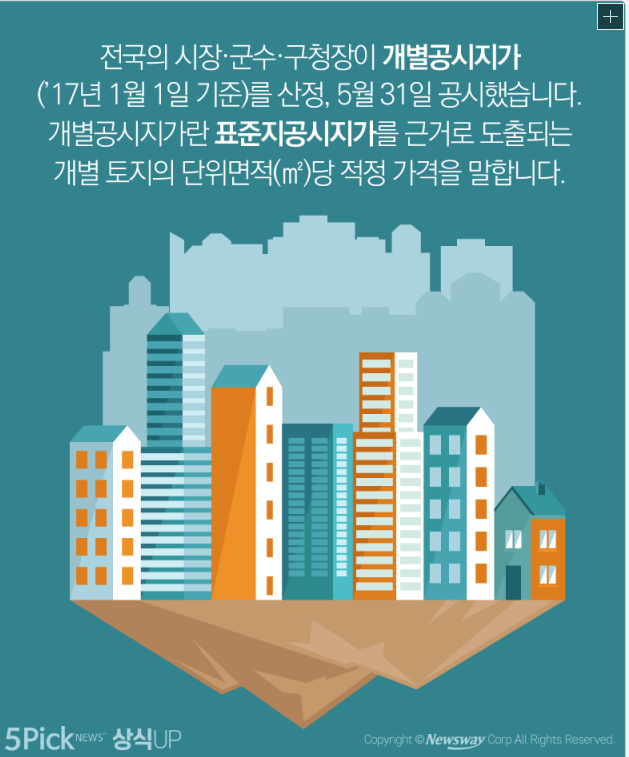 전국의 시장·군수·구청장이 개별공시지가
('17년 1월 1일 기준)를 산정, 5월 31일 공시했습니다.
개별공시지가란 표준지공시지가를 근거로 도출되는
개별 토지의 단위면적(㎡)당 적정 가격을 말합니다.
5Pick NEWS™ 상식UP
Copyright © Newsway Corp All Rights Reserved.